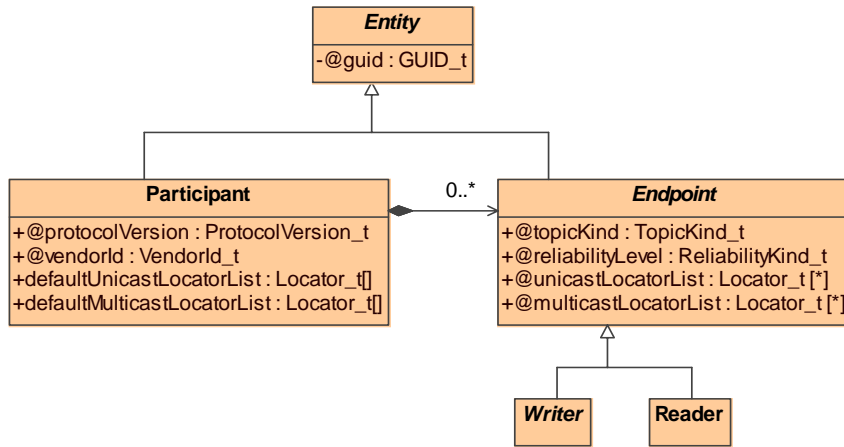 Entity
-@guid : GUID_t
Participant
+@protocolVersion : ProtocolVersion_t
+@vendorId : VendorId_t
+defaultUnicastLocatorList : Locator_t[]
+defaultMulticastLocatorList : Locator_t[]
0..*
Endpoint
+@topicKind : TopicKind_t
+@reliabilityLevel : ReliabilityKind_t
+@unicastLocatorList : Locator_t [*]
+@multicastLocatorList : Locator_t [*]
Writer
Reader